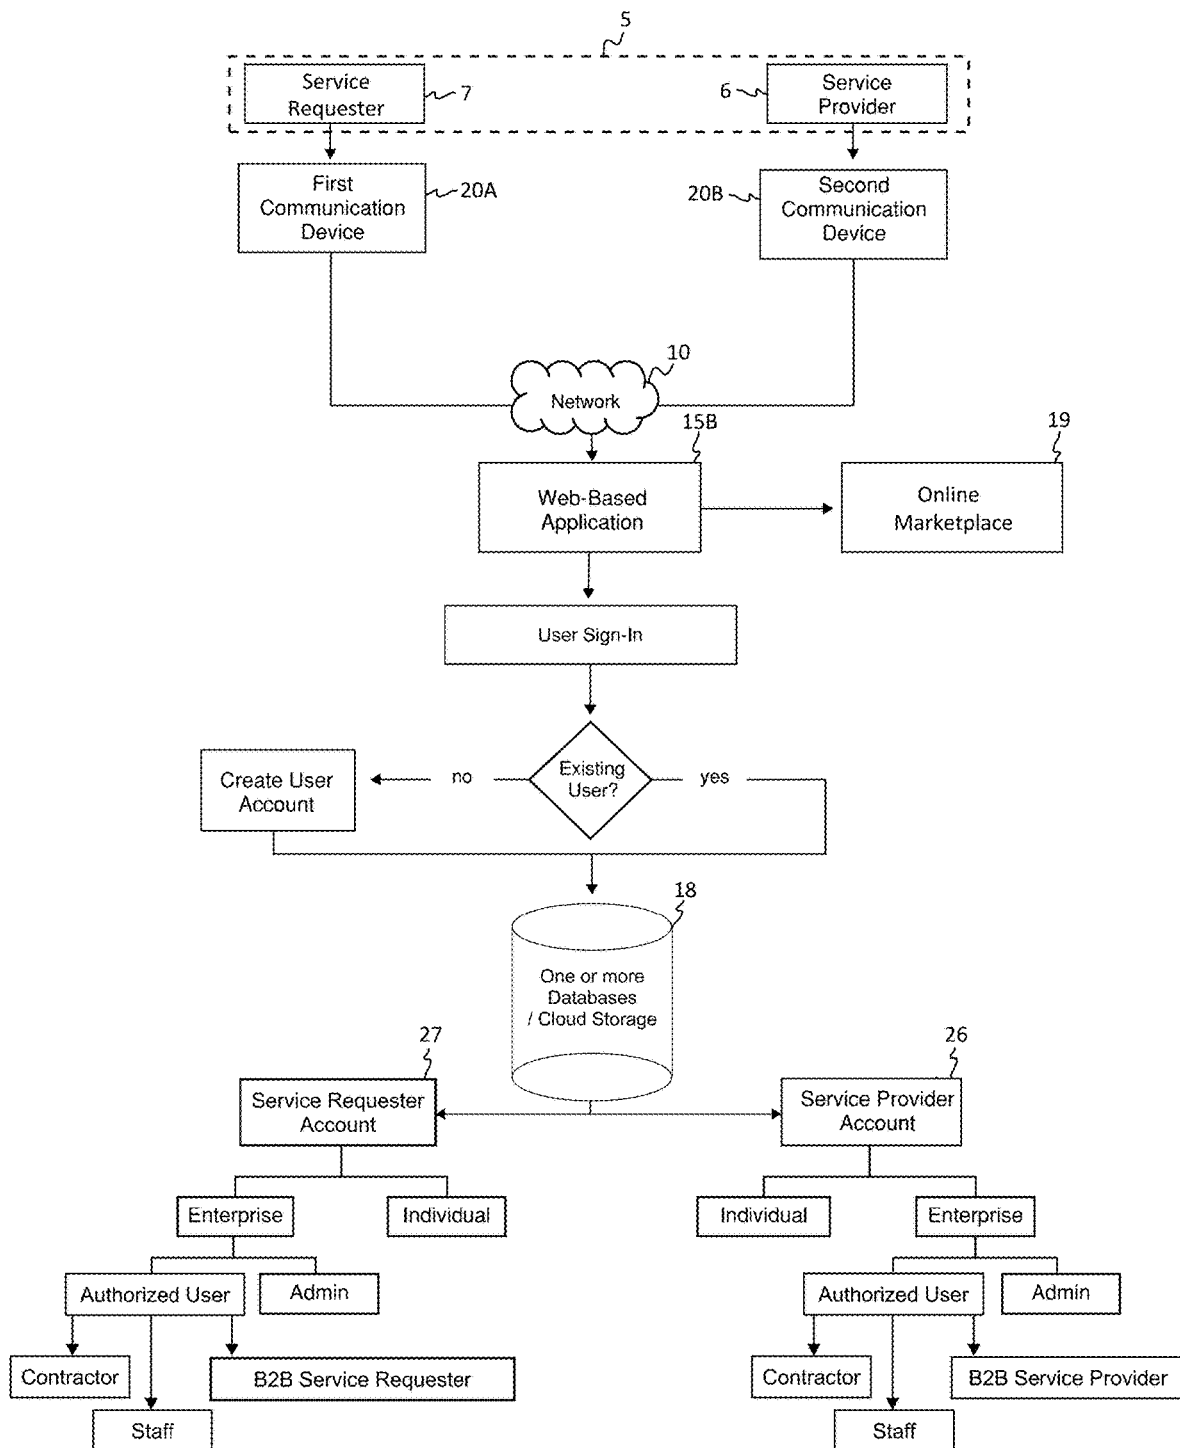 5
Service
Requester
7
6
Service
Provider
First
Communication
Device
20A
20B
Second
Communication
Device
10
Network
15B
19
Web-Based
Application
Online
Marketplace
User Sign-In
Create User
Account
no
Existing
User?
yes
18
One or more
Databases
/ Cloud Storage
27
26
Service Requester
Account
Service Provider
Account
Enterprise
Individual
Individual
Enterprise
Authorized User
Admin
Authorized User
Admin
Contractor
B2B Service Requester
Contractor
B2B Service Provider
Staff
Staff